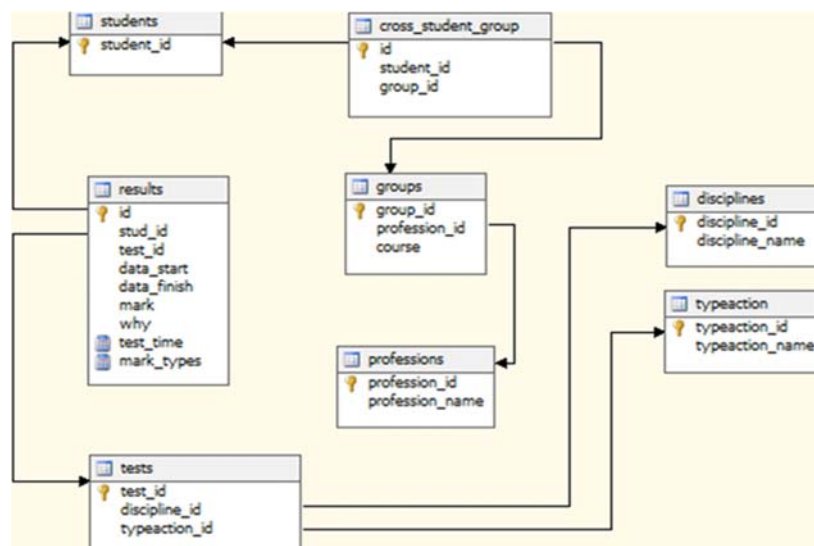 students
student_id
cross_student_group
id
student_id
group_id
results
id
stud_id
test_id
data_start
data_finish
mark
why
test_time
mark_types
groups
group_id
profession_id
course
disciplines
discipline_id
discipline_name
typeaction
typeaction_id
typeaction_name
professions
profession_id
profession_name
tests
test_id
discipline_id
typeaction_id